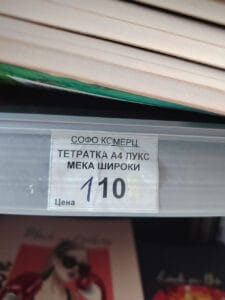 СОФО КОМЕРЦ
ТЕТРАТКА А4 ЛУКС
МЕКА ШИРОКИ
110
Цена